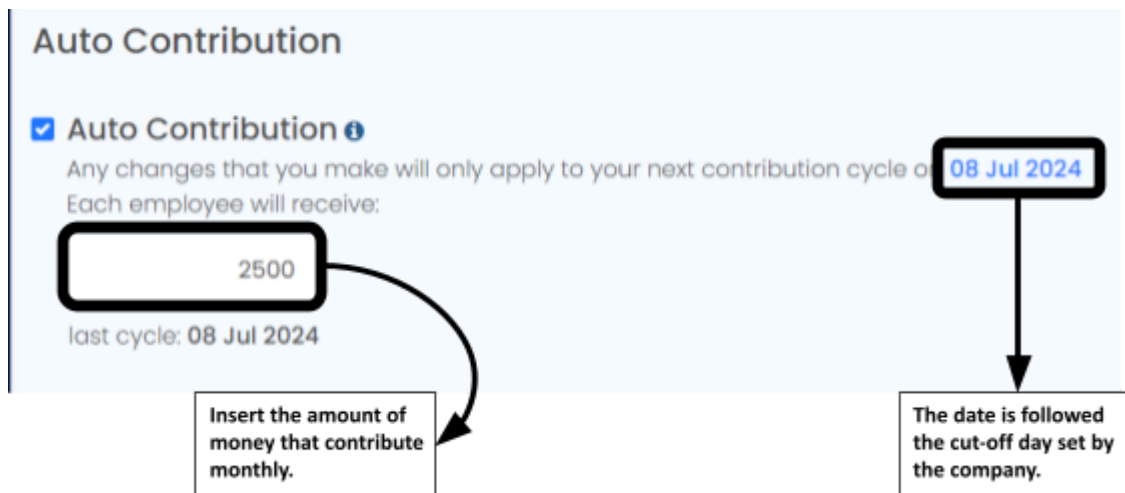 Auto Contribution
Auto Contribution
Any changes that you make will only apply to your next contribution cycle o 08 Jul 2024
Each employee will receive:
2500
last cycle: 08 Jul 2024
Insert the amount of
money that contribute
monthly.
The date is followed
the cut-off day set by
the company.